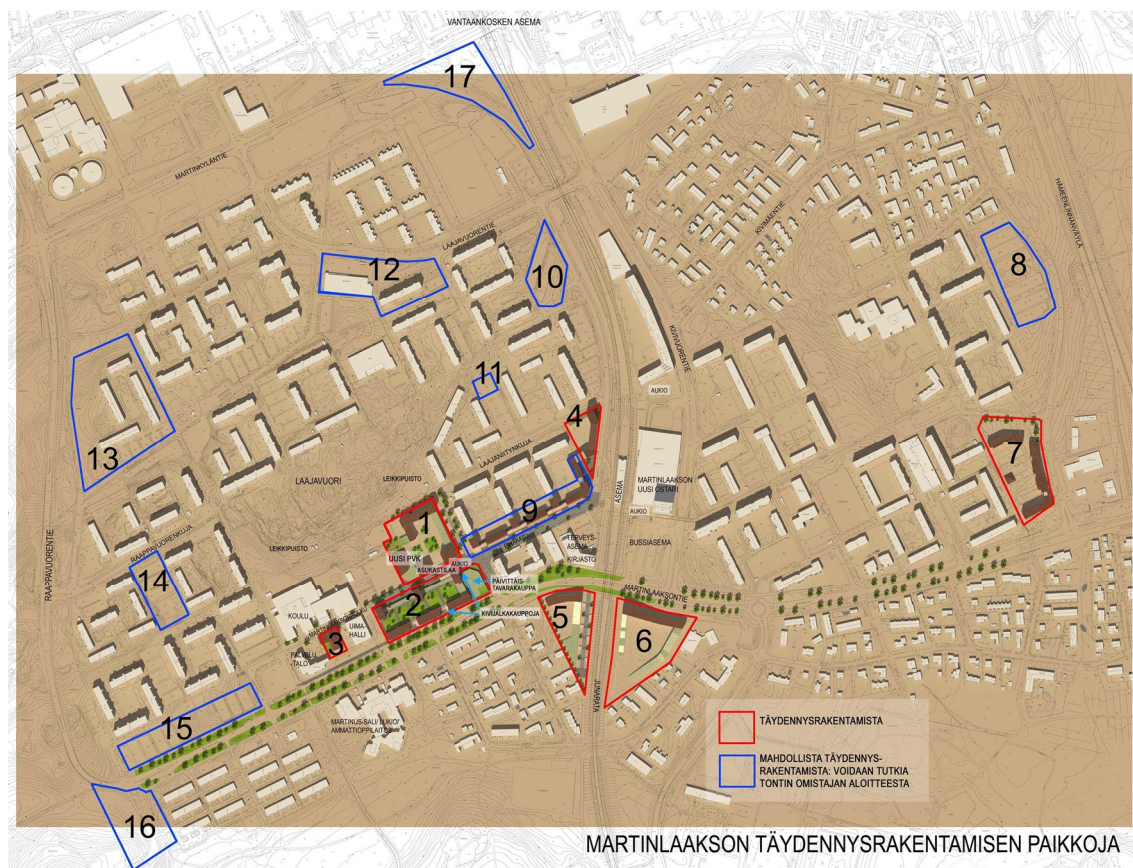 VANTAANKOSKEN ASEMA
17
MARTINKYLÄNTIE
HÄMEENLINNANVÄYLÄ
KIVIMÄENTIE
LAAJAVUORENTIE
12
10
8
KIVIVUORENTIE
11
AUKIO
4
13
LAAJANIITYNKUJA
7
LAAJAVUORI
LEIKKIPUISTO
ASEMA
MARTINLAAKSON
UUSI OSTARI
9
1
AUKIO
RAAPPAVUORENTIE
RAAPPAVUORENKUJA
LEIKKIPUISTO
UUSI PVK
AUKIO
ASUKASTILAA
TERVEYS-
ASEMA
KIRJASTO
BUSSIASEMA
14
PÄIVITTÄIS-
TAVARAKAUPPA
MARTINLAAKSONTIE
2
KIVIJALKAKAUPPOJA
5
6
KOULU
UIMA
HALLI
3
PALVELU
-TALO
15
MARTINUS-SALI/ LUKIO/
AMMATTIOPPILAITOS
JUNARATA
TÄYDENNYSRAKENTAMISTA
MAHDOLLISTA TÄYDENNYS-
RAKENTAMISTA: VOIDAAN TUTKIA
TONTIN OMISTAJAN ALOITTEESTA
16
MARTINLAAKSON TÄYDENNYSRAKENTAMISEN PAIKKOJA